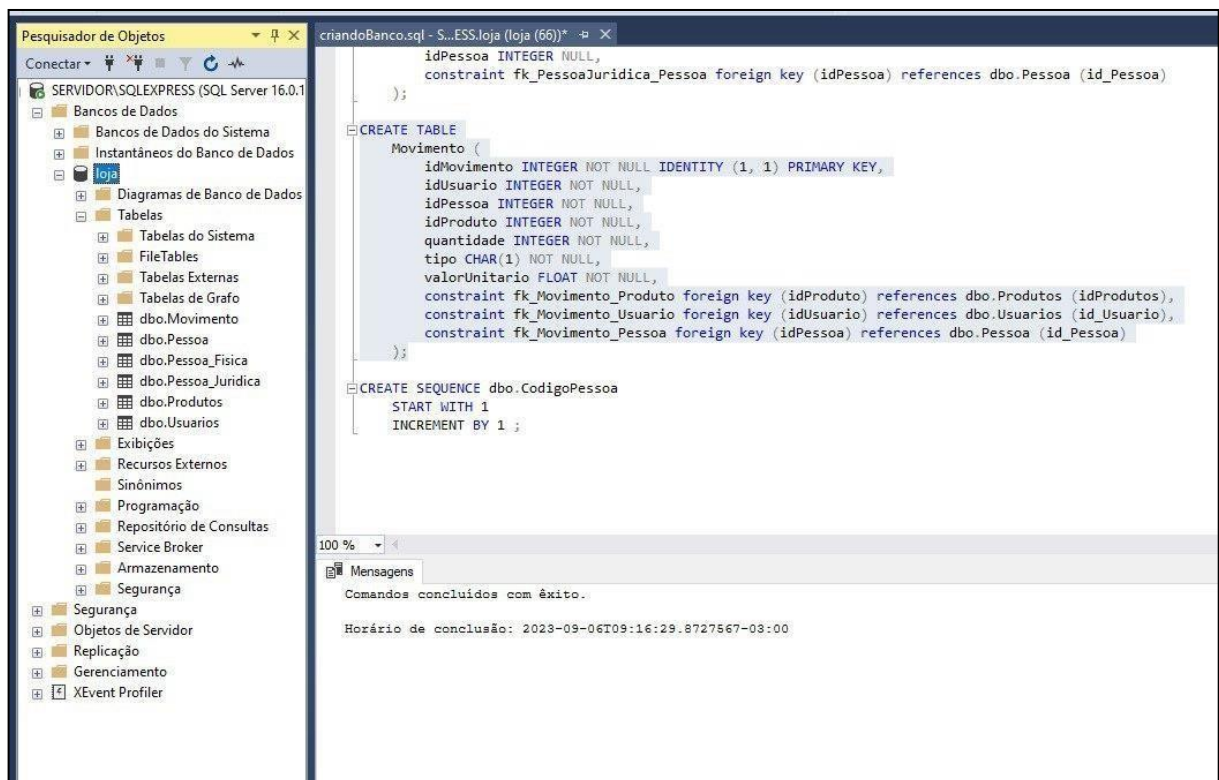 Pesquisador de Objetos
Conectar
SERVIDOR\SQLEXPRESS (SQL Server 16.0.1
Bancos de Dados
Bancos de Dados do Sistema
Instantâneos do Banco de Dados
loja
Diagramas de Banco de Dados
Tabelas
Tabelas do Sistema
FileTables
Tabelas Externas
Tabelas de Grafo
dbo.Movimento
dbo.Pessoa
dbo.Pessoa_Fisica
dbo.Pessoa_Juridica
dbo.Produtos
dbo.Usuarios
Exibições
Recursos Externos
Sinônimos
Programação
Repositório de Consultas
Service Broker
Armazenamento
Segurança
Segurança
Objetos de Servidor
Replicação
Gerenciamento
XEvent Profiler
criandoBanco.sql - S...ESS.loja (loja (66))*
idPessoa INTEGER NULL,
constraint fk_PessoaJuridica_Pessoa foreign key (idPessoa) references dbo.Pessoa (id_Pessoa)
);
CREATE TABLE
Movimento (
idMovimento INTEGER NOT NULL IDENTITY (1, 1) PRIMARY KEY,
idUsuario INTEGER NOT NULL,
idPessoa INTEGER NOT NULL,
idProduto INTEGER NOT NULL,
quantidade INTEGER NOT NULL,
tipo CHAR(1) NOT NULL,
valorUnitario FLOAT NOT NULL,
constraint fk_Movimento_Produto foreign key (idProduto) references dbo.Produtos (idProdutos),
constraint fk_Movimento_Usuario foreign key (idUsuario) references dbo.Usuarios (id_Usuario),
constraint fk_Movimento_Pessoa foreign key (idPessoa) references dbo.Pessoa (id_Pessoa)
);
CREATE SEQUENCE dbo.CodigoPessoa
START WITH 1
INCREMENT BY 1 ;
100 %
Mensagens
Comandos concluídos com êxito.
Horário de conclusão: 2023-09-06T09:16:29.8727567-03:00